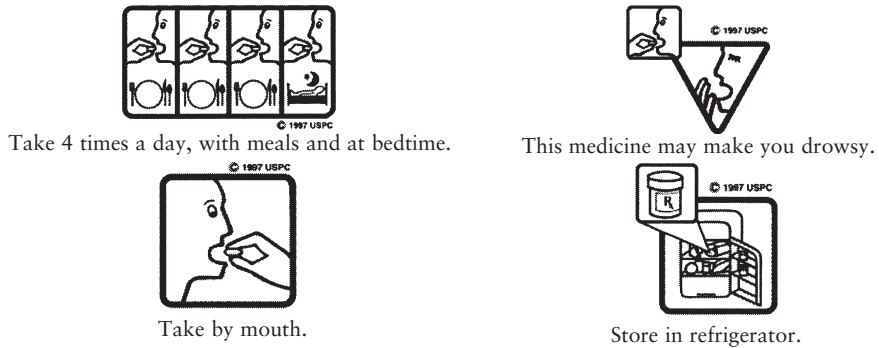 © 1997 USPC
Take 4 times a day, with meals and at bedtime.
© 1997 USPC
This medicine may make you drowsy.
© 1997 USPC
Take by mouth.
Rx
© 1997 USPC
Store in refrigerator.